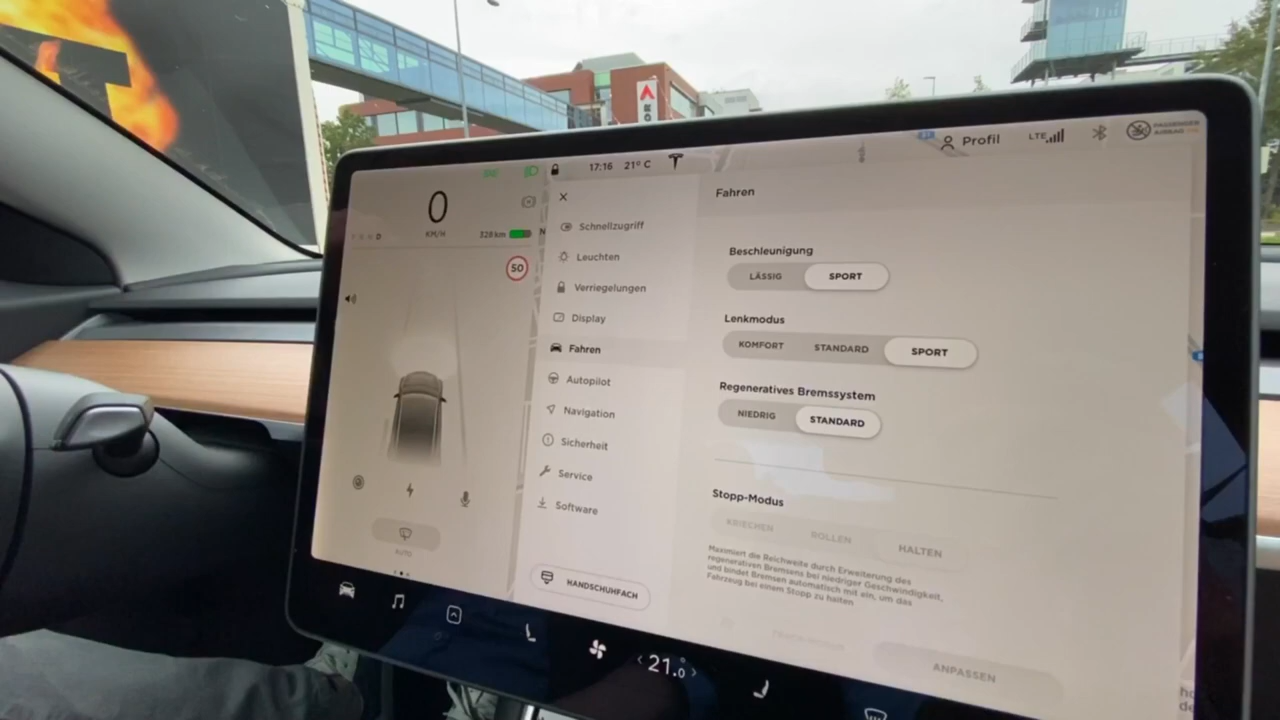 17:16 21° C
Profil
LTE
PASSENGER
AIRBAG
0
KM/H
328 km
N
50
Schnellzugriff
Leuchten
Verriegelungen
Display
Fahren
Autopilot
Navigation
Sicherheit
Service
Software
HANDSCHUHFACH
AUTO
Fahren
Beschleunigung
LÄSSIG SPORT
Lenkmodus
KOMFORT STANDARD SPORT
Regeneratives Bremssystem
NIEDRIG STANDARD
Stopp-Modus
KRIECHEN ROLLEN HALTEN
Maximiert die Reichweite durch Erweiterung des
regenerativen Bremsens bei niedriger Geschwindigkeit,
und bindet Bremsen automatisch mit ein, um das
Fahrzeug bei einem Stopp zu halten
ANPASSEN
21.0